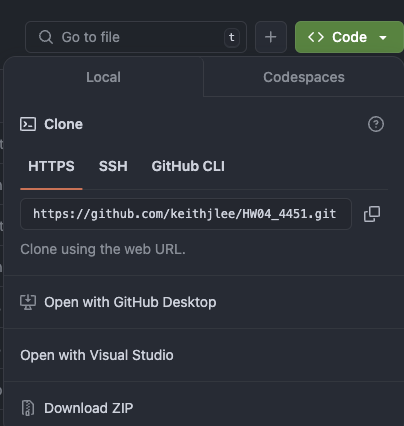 Go to file t + <> Code
Local Codespaces
Clone
HTTPS SSH GitHub CLI
https://github.com/keithjlee/HW04_4451.git
Clone using the web URL.
Open with GitHub Desktop
Open with Visual Studio
Download ZIP